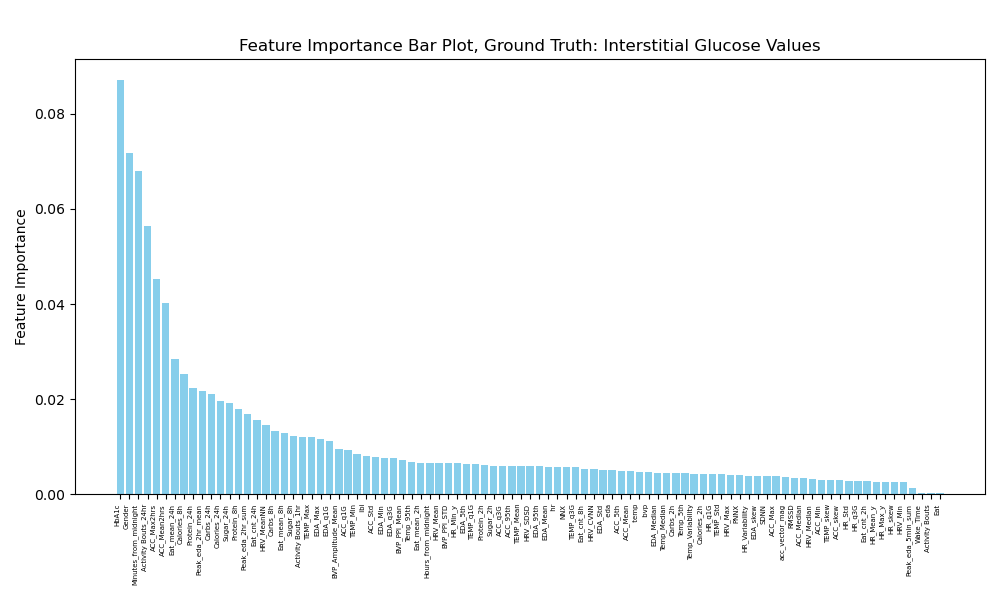 Feature Importance Bar Plot, Ground Truth: Interstitial Glucose Values
Feature Importance
0.08
0.06
0.04
0.02
0.00
HbA1c
Gender
Minutes_from_midnight
Activity Bouts_24hr
ACC_Max2hrs
ACC_Mean2hrs
Eat_mean_24h
Calories_8h
Protein_24h
Peak_eda_2hr_mean
Carbs_24h
Calories_24h
Sugar_24h
Protein_8h
Peak_eda_2hr_sum
Eat_cnt_24h
HRV_MeanNN
Carbs_8h
Eat_mean_8h
Sugar_8h
Activity Bouts_1hr
TEMP_Max
EDA_Max
EDA_q1G
BVP_Amplitude_Mean
ACC_q1G
TEMP_Min
ibi
ACC_Std
EDA_Min
EDA_q3G
BVP_PPI_Mean
Temp_95th
Eat_mean_2h
Hours_from_midnight
HRV_Mean
BVP_PPI_STD
HR_Min_y
EDA_5th
TEMP_q1G
Protein_2h
Sugar_2h
ACC_q3G
ACC_95th
TEMP_Mean
HRV_SDSD
EDA_95th
EDA_Mean
hr
NNX
TEMP_q3G
Eat_cnt_8h
HRV_CVNN
EDA_Std
eda
ACC_5th
ACC_Mean
temp
bvp
EDA_Median
Temp_Min
Carbs_2h
Temp_5th
Temp_Variability
Calories_2h
HR_q1G
TEMP_Std
HRV_Max
PNNX
HR_Variability
EDA_skew
SDNN
ACC_Max
acc_vector_mag
RMSSD
ACC_Median
HRV_Median
ACC_Min
TEMP_skew
ACC_skew
HR_Std
HR_q3G
Eat_cnt_2h
HR_Mean_y
HR_Max_y
HR_skew
HRV_Min
Peak_eda_5min_sum
Wake_Time
Activity Bouts
Eat